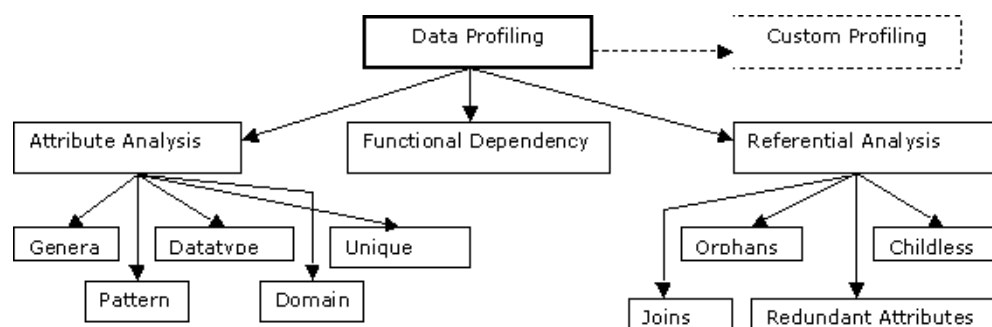 Data Profiling
Custom Profiling
Attribute Analysis
Functional Dependency
Referential Analysis
Genera
Datatype
Unique
Orphans
Childless
Pattern
Domain
Joins
Redundant Attributes